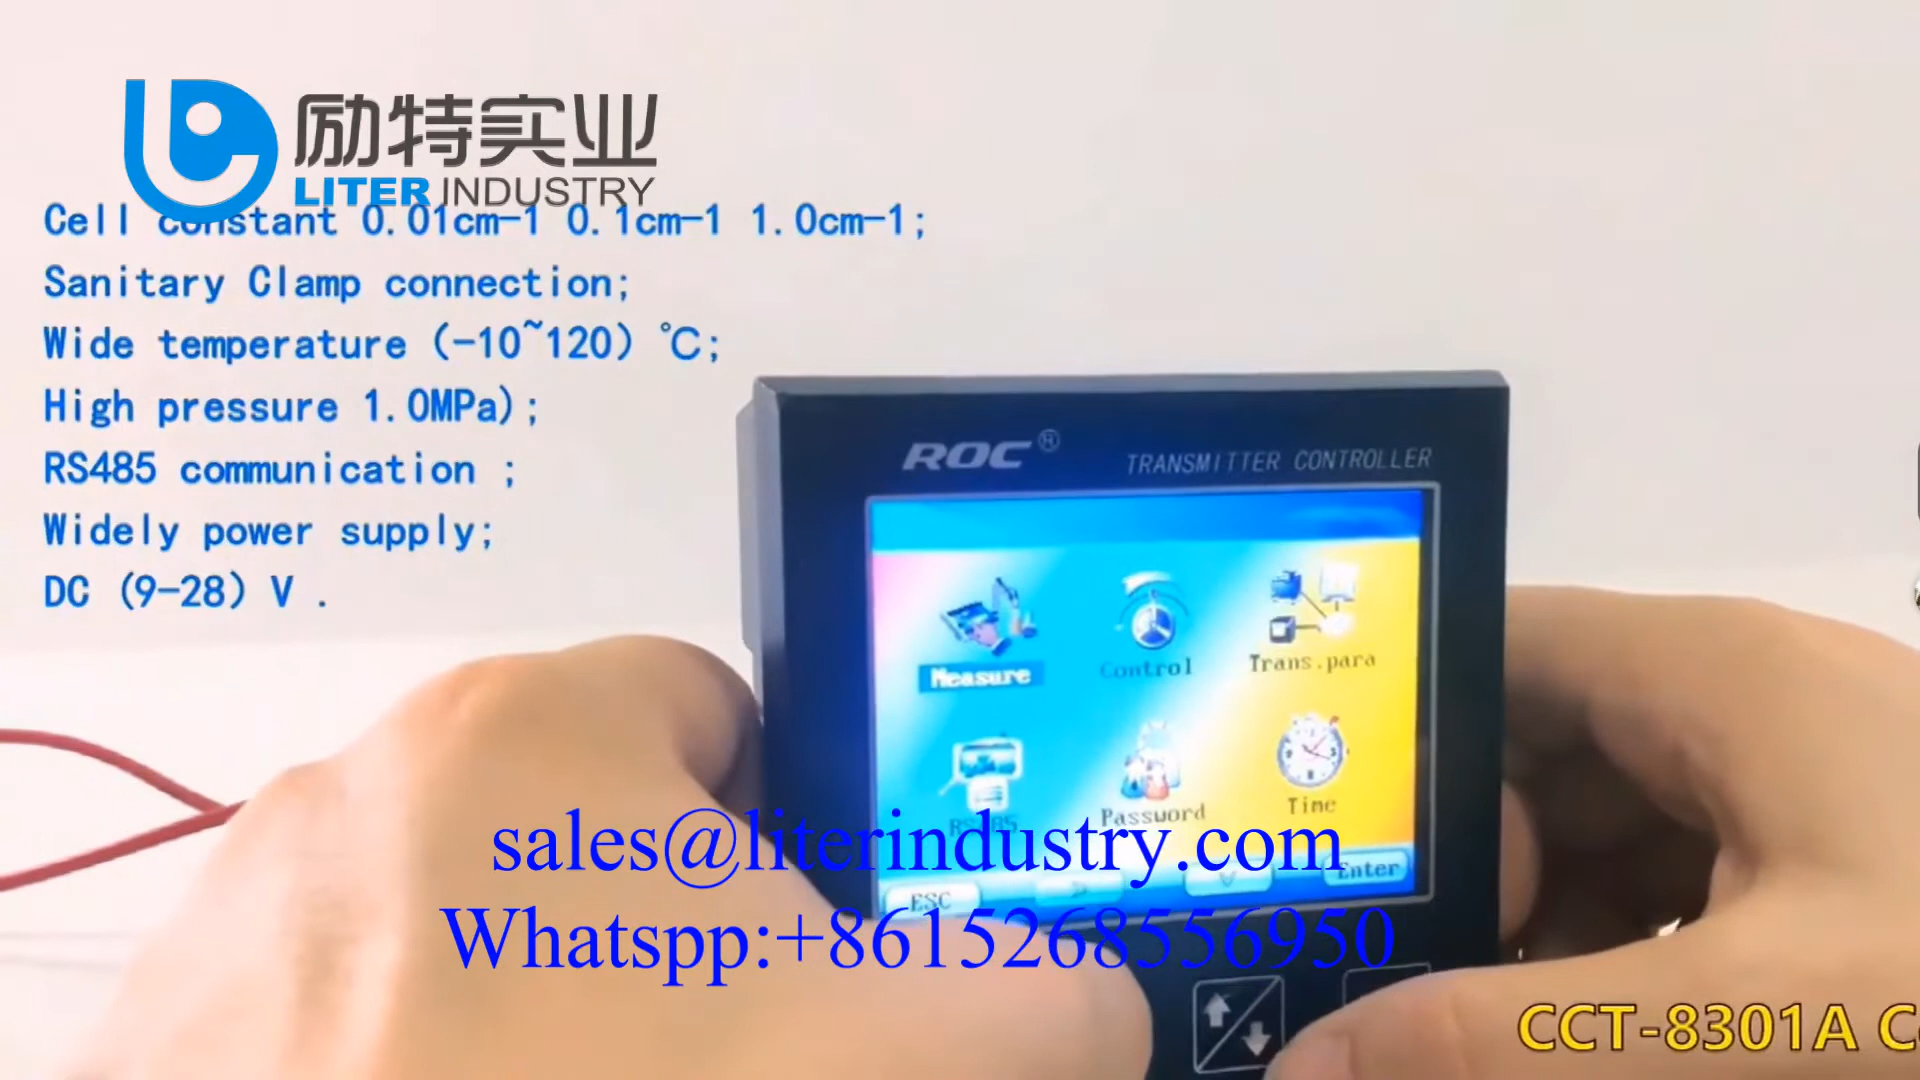 励特实业
LITER INDUSTRY
Cell constant 0.01cm-1 0.1cm-1 1.0cm-1;
Sanitary Clamp connection;
Wide temperature (-10~120) ℃;
High pressure 1.0MPa);
RS485 communication ;
Widely power supply;
DC (9-28) V .
ROC® TRANSMITTER CONTROLLER
Measure Control Trans.para
RS485 Password Time
sales@literindustry.com
ESC Enter
Whatspp:+8615268556950
CCT-8301A